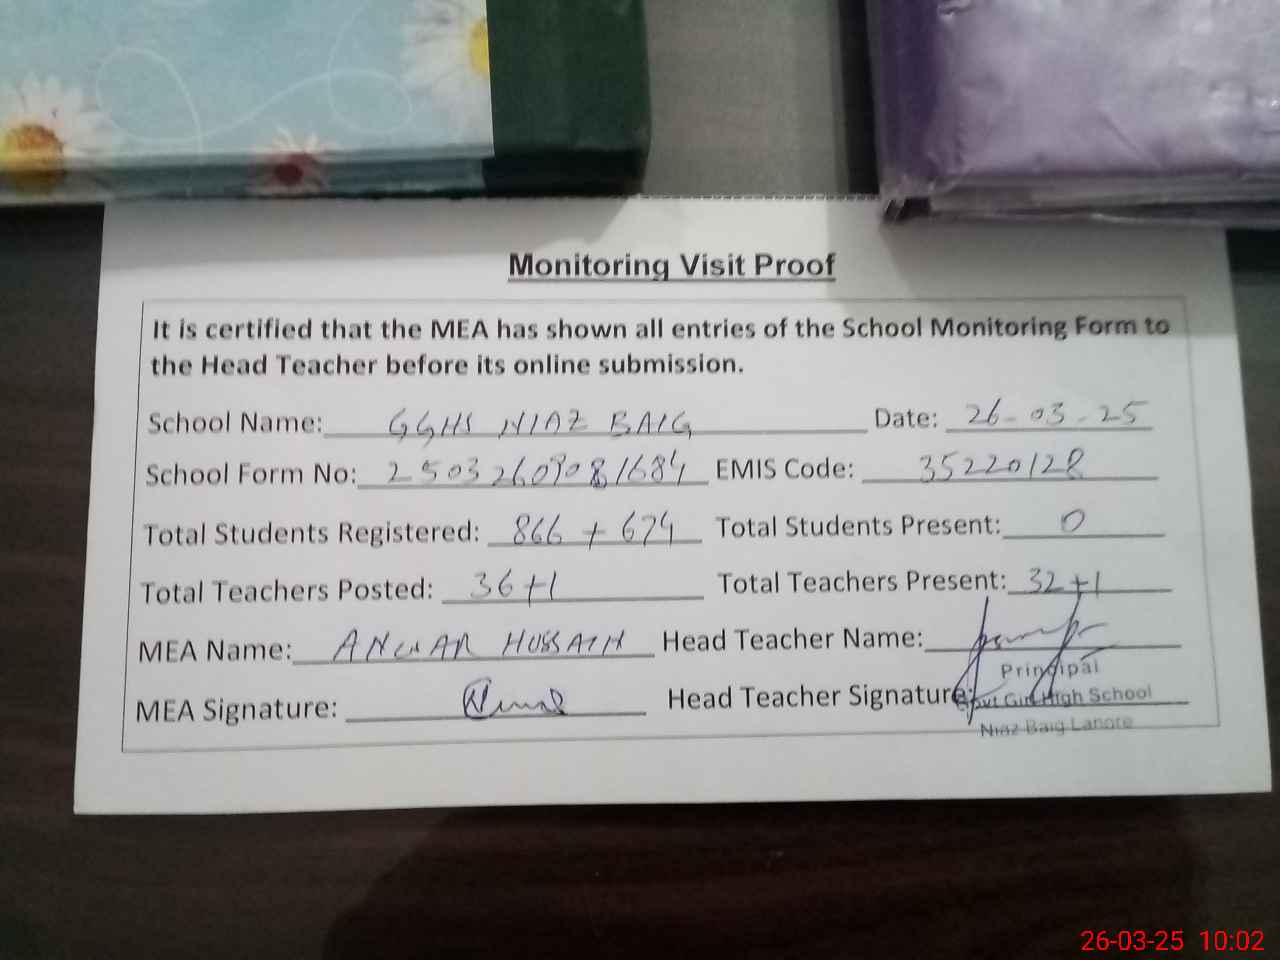 Monitoring Visit Proof
It is certified that the MEA has shown all entries of the School Monitoring Form to
the Head Teacher before its online submission.
School Name: GGHS NIAZ BAIG Date: 26-03-25
School Form No: 25032609081684 EMIS Code: 35220128
Total Students Registered: 866 + 674 Total Students Present: 0
Total Teachers Posted: 36+1 Total Teachers Present: 32+1
MEA Name: ANWAR HUSSAIN Head Teacher Name:
Principal
MEA Signature: Head Teacher Signature:
Govt Girl High School
Niaz Baig Lahore
26-03-25 10:02